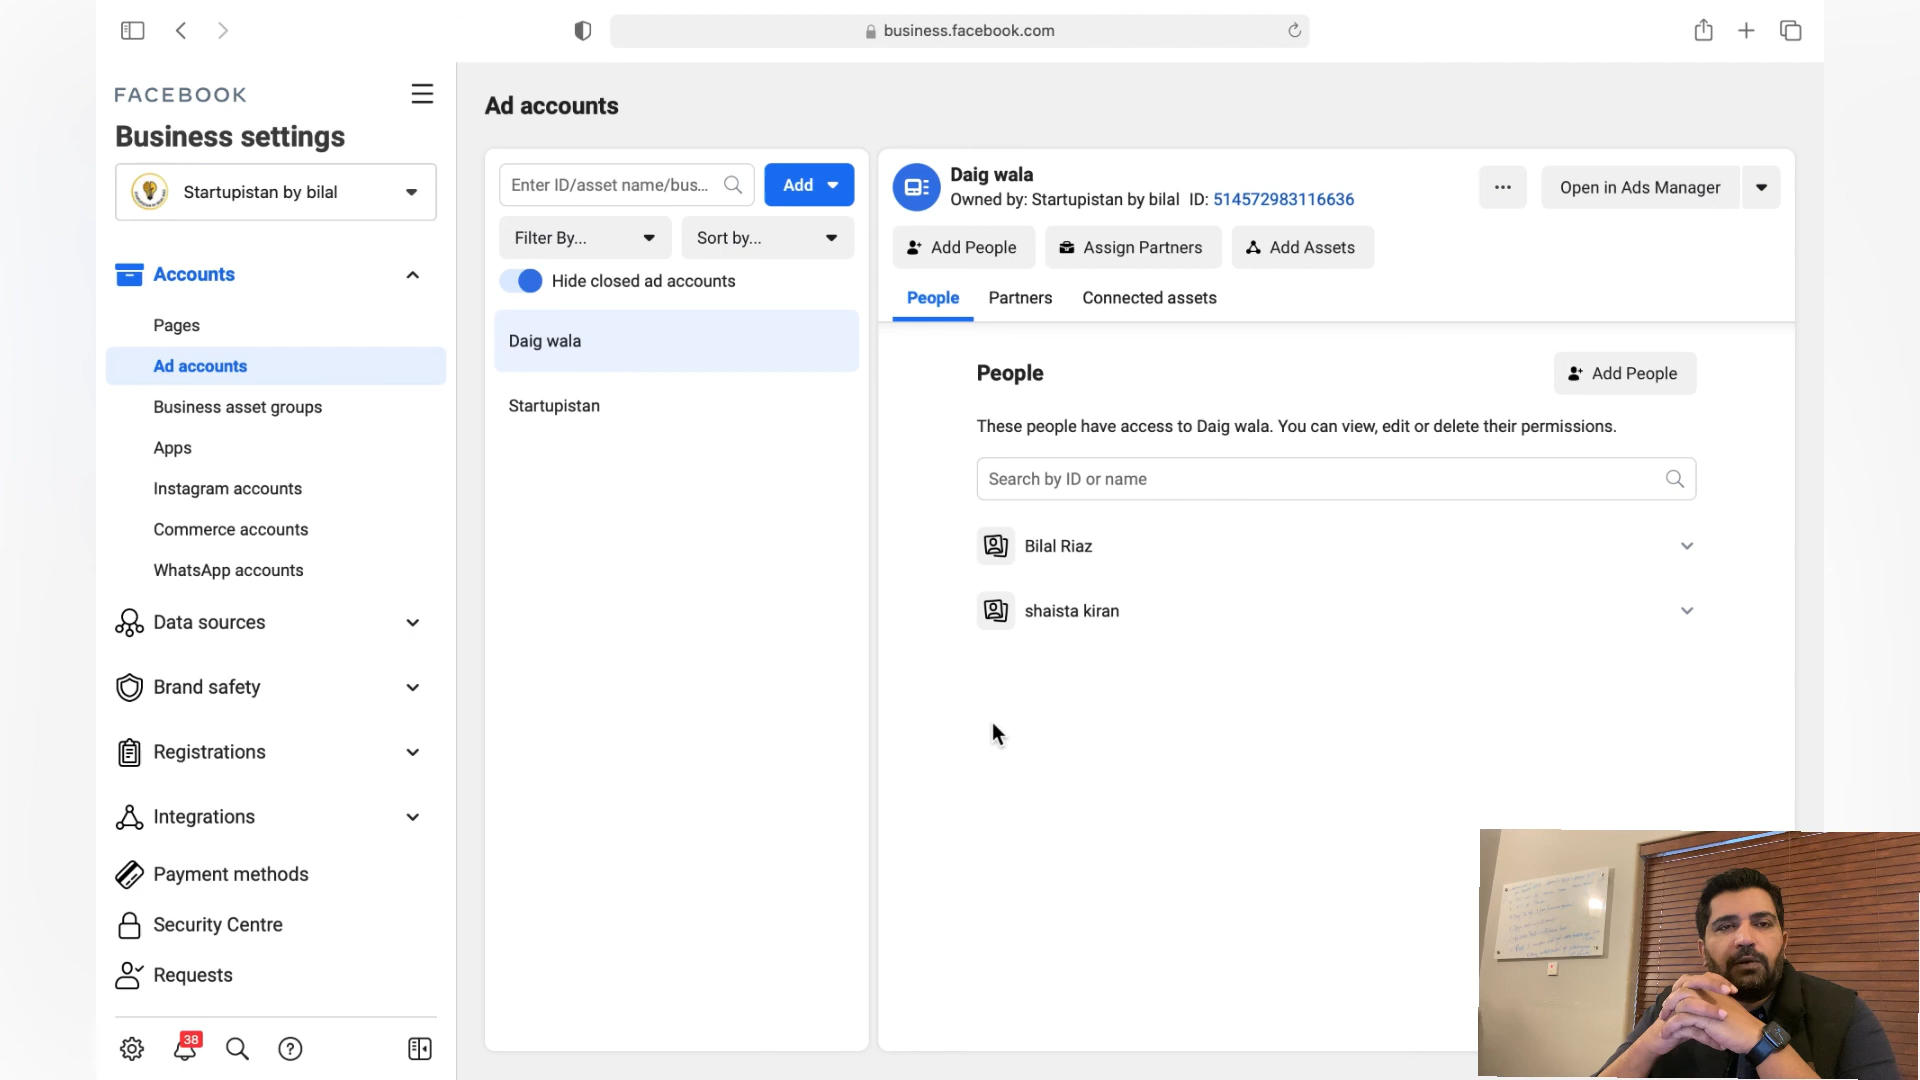 business.facebook.com
FACEBOOK
Business settings
Startupistan by bilal
Accounts
Pages
Ad accounts
Business asset groups
Apps
Instagram accounts
Commerce accounts
WhatsApp accounts
Data sources
Brand safety
Registrations
Integrations
Payment methods
Security Centre
Requests
38
Ad accounts
Enter ID/asset name/bus...
Add
Filter By...
Sort by...
Hide closed ad accounts
Daig wala
Startupistan
Daig wala
Owned by: Startupistan by bilal ID: 514572983116636
Open in Ads Manager
Add People
Assign Partners
Add Assets
People
Partners
Connected assets
People
Add People
These people have access to Daig wala. You can view, edit or delete their permissions.
Search by ID or name
Bilal Riaz
shaista kiran